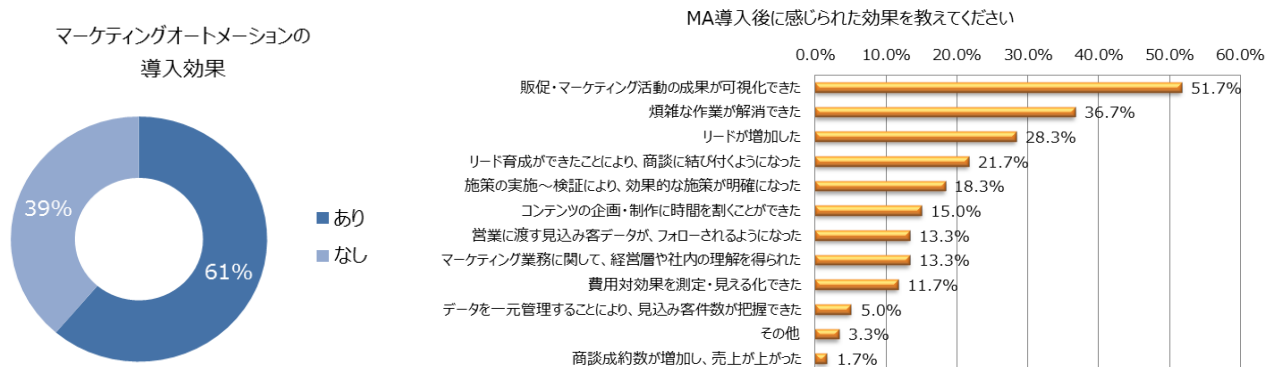 マーケティングオートメーションの
導入効果
39%
61%
あり
なし
MA導入後に感じられた効果を教えてください
0.0% 10.0% 20.0% 30.0% 40.0% 50.0% 60.0%
販促・マーケティング活動の成果が可視化できた 51.7%
煩雑な作業が解消できた 36.7%
リードが増加した 28.3%
リード育成ができたことにより、商談に結び付くようになった 21.7%
施策の実施～検証により、効果的な施策が明確になった 18.3%
コンテンツの企画・制作に時間を割くことができた 15.0%
営業に渡す見込み客データが、フォローされるようになった 13.3%
マーケティング業務に関して、経営層や社内の理解を得られた 13.3%
費用対効果を測定・見える化できた 11.7%
データを一元管理することにより、見込み客件数が把握できた 5.0%
その他 3.3%
商談成約数が増加し、売上が上がった 1.7%